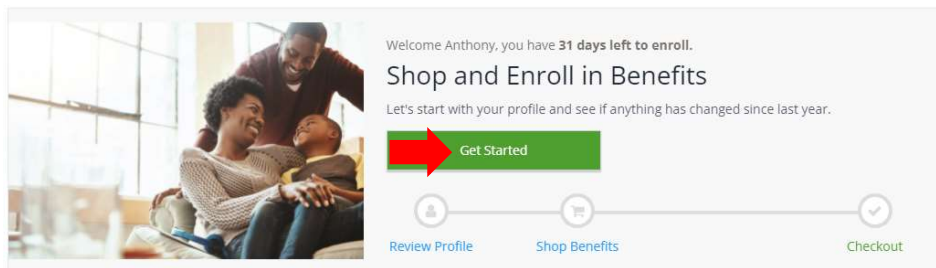 Welcome Anthony, you have 31 days left to enroll.
Shop and Enroll in Benefits
Let's start with your profile and see if anything has changed since last year.
Get Started
Review Profile
Shop Benefits
Checkout